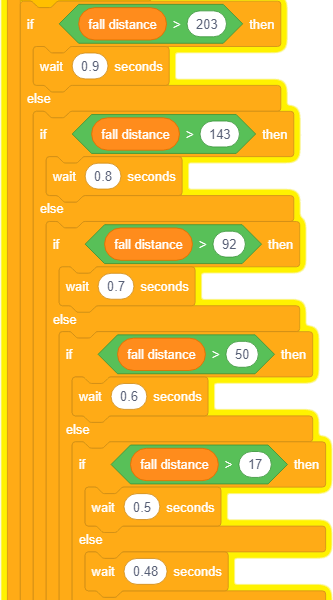 if fall distance > 203 then
wait 0.9 seconds
else
if fall distance > 143 then
wait 0.8 seconds
else
if fall distance > 92 then
wait 0.7 seconds
else
if fall distance > 50 then
wait 0.6 seconds
else
if fall distance > 17 then
wait 0.5 seconds
else
wait 0.48 seconds